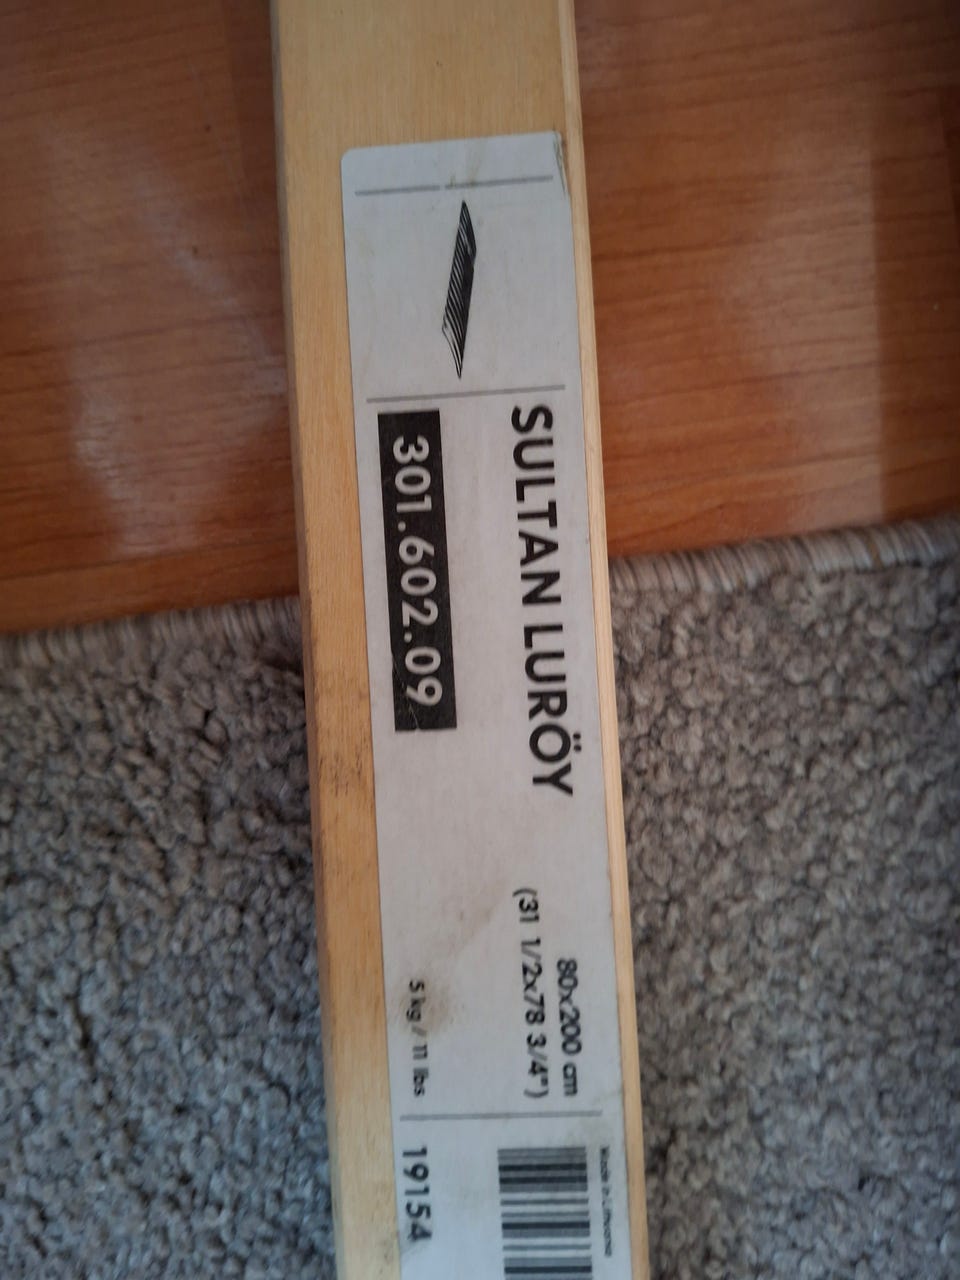 SULTAN LURÖY
301.602.09
80x200 cm
(31 1/2x78 3/4")
5 kg / 11 lbs
19154